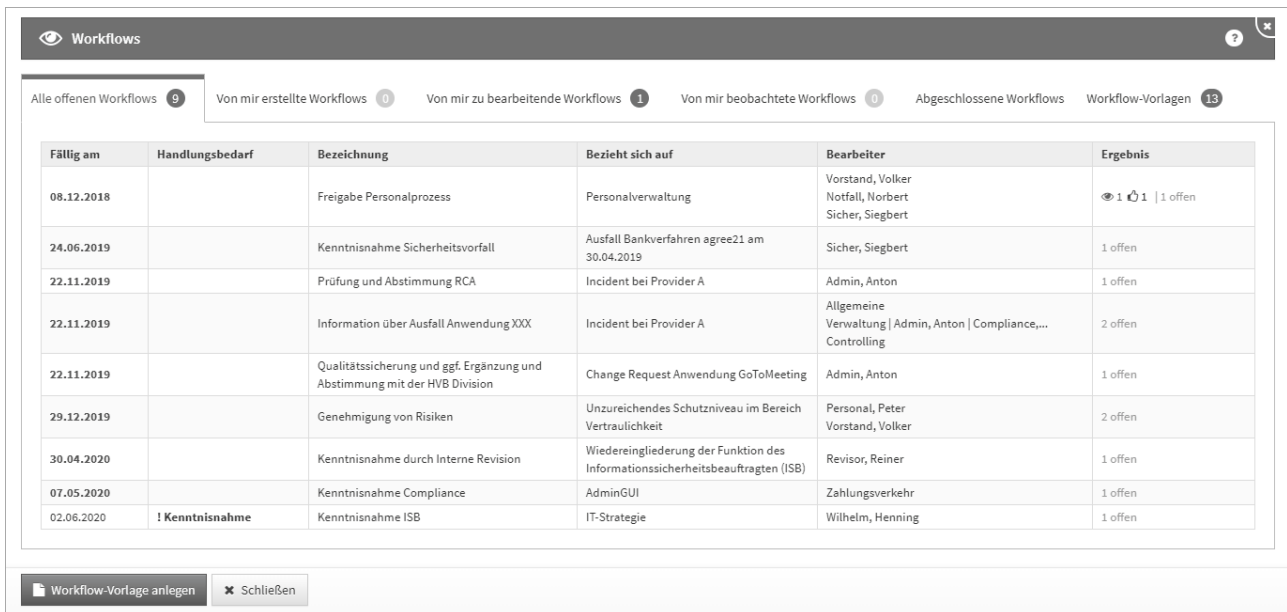 Workflows
?
Alle offenen Workflows 9 Von mir erstellte Workflows 0 Von mir zu bearbeitende Workflows 1 Von mir beobachtete Workflows 0 Abgeschlossene Workflows Workflow-Vorlagen 13
Fällig am Handlungsbedarf Bezeichnung Bezieht sich auf Bearbeiter Ergebnis
08.12.2018 Freigabe Personalprozess Personalverwaltung Vorstand, Volker
Notfall, Norbert
Sicher, Siegbert
1 1 | 1 offen
24.06.2019 Kenntnisnahme Sicherheitsvorfall Ausfall Bankverfahren agree21 am
30.04.2019
Sicher, Siegbert 1 offen
22.11.2019 Prüfung und Abstimmung RCA Incident bei Provider A Admin, Anton 1 offen
22.11.2019 Information über Ausfall Anwendung XXX Incident bei Provider A Allgemeine
Verwaltung | Admin, Anton | Compliance,...
Controlling
2 offen
22.11.2019 Qualitätssicherung und ggf. Ergänzung und
Abstimmung mit der HVB Division
Change Request Anwendung GoToMeeting Admin, Anton 1 offen
29.12.2019 Genehmigung von Risiken Unzureichendes Schutzniveau im Bereich
Vertraulichkeit
Personal, Peter
Vorstand, Volker
2 offen
30.04.2020 Kenntnisnahme durch Interne Revision Wiedereingliederung der Funktion des
Informationssicherheitsbeauftragten (ISB)
Revisor, Reiner 1 offen
07.05.2020 Kenntnisnahme Compliance AdminGUI Zahlungsverkehr 1 offen
02.06.2020 ! Kenntnisnahme Kenntnisnahme ISB IT-Strategie Wilhelm, Henning 1 offen
Workflow-Vorlage anlegen Schließen